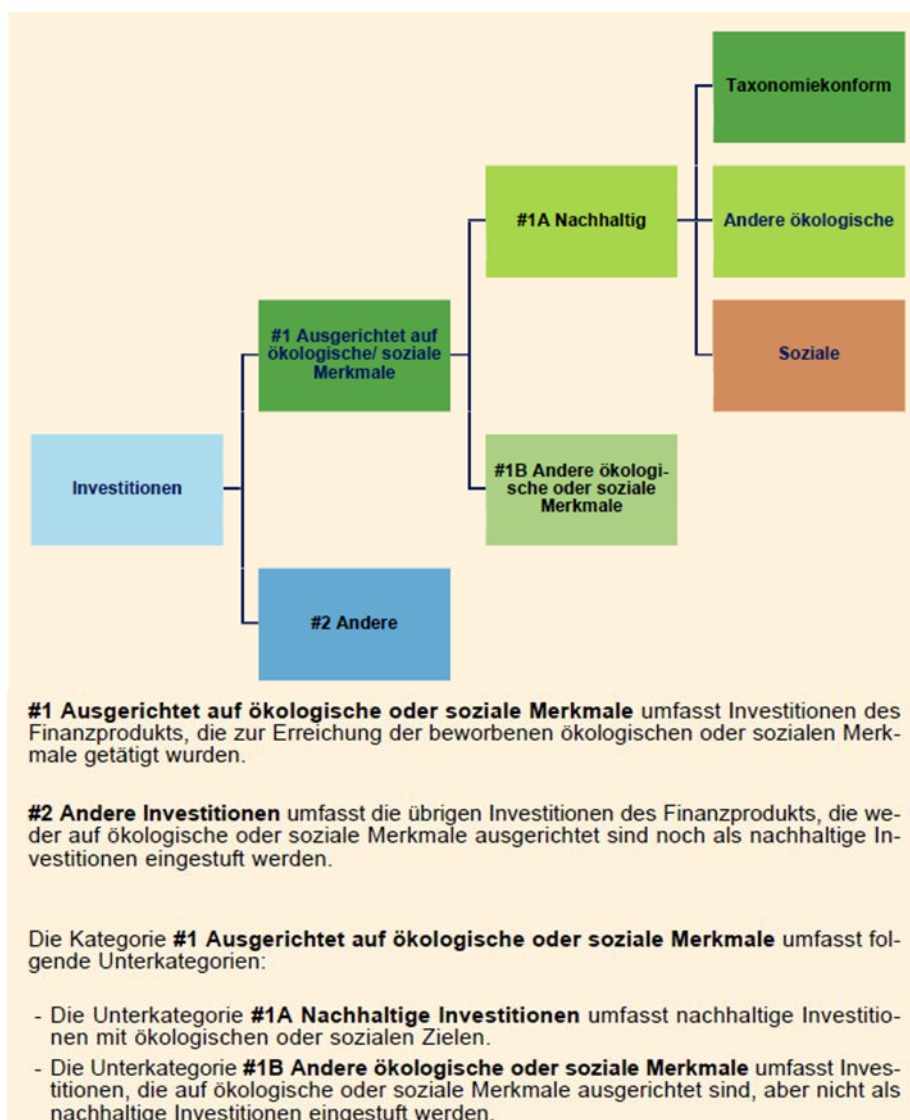 Taxonomiekonform
#1A Nachhaltig
Andere ökologische
#1 Ausgerichtet auf
ökologische/ soziale
Merkmale
Soziale
Investitionen
#1B Andere ökologi-
sche oder soziale
Merkmale
#2 Andere
#1 Ausgerichtet auf ökologische oder soziale Merkmale umfasst Investitionen des
Finanzprodukts, die zur Erreichung der beworbenen ökologischen oder sozialen Merk-
male getätigt wurden.
#2 Andere Investitionen umfasst die übrigen Investitionen des Finanzprodukts, die we-
der auf ökologische oder soziale Merkmale ausgerichtet sind noch als nachhaltige In-
vestitionen eingestuft werden.
Die Kategorie #1 Ausgerichtet auf ökologische oder soziale Merkmale umfasst fol-
gende Unterkategorien:
- Die Unterkategorie #1A Nachhaltige Investitionen umfasst nachhaltige Investitio-
nen mit ökologischen oder sozialen Zielen.
- Die Unterkategorie #1B Andere ökologische oder soziale Merkmale umfasst Inves-
titionen, die auf ökologische oder soziale Merkmale ausgerichtet sind, aber nicht als
nachhaltige Investitionen eingestuft werden.